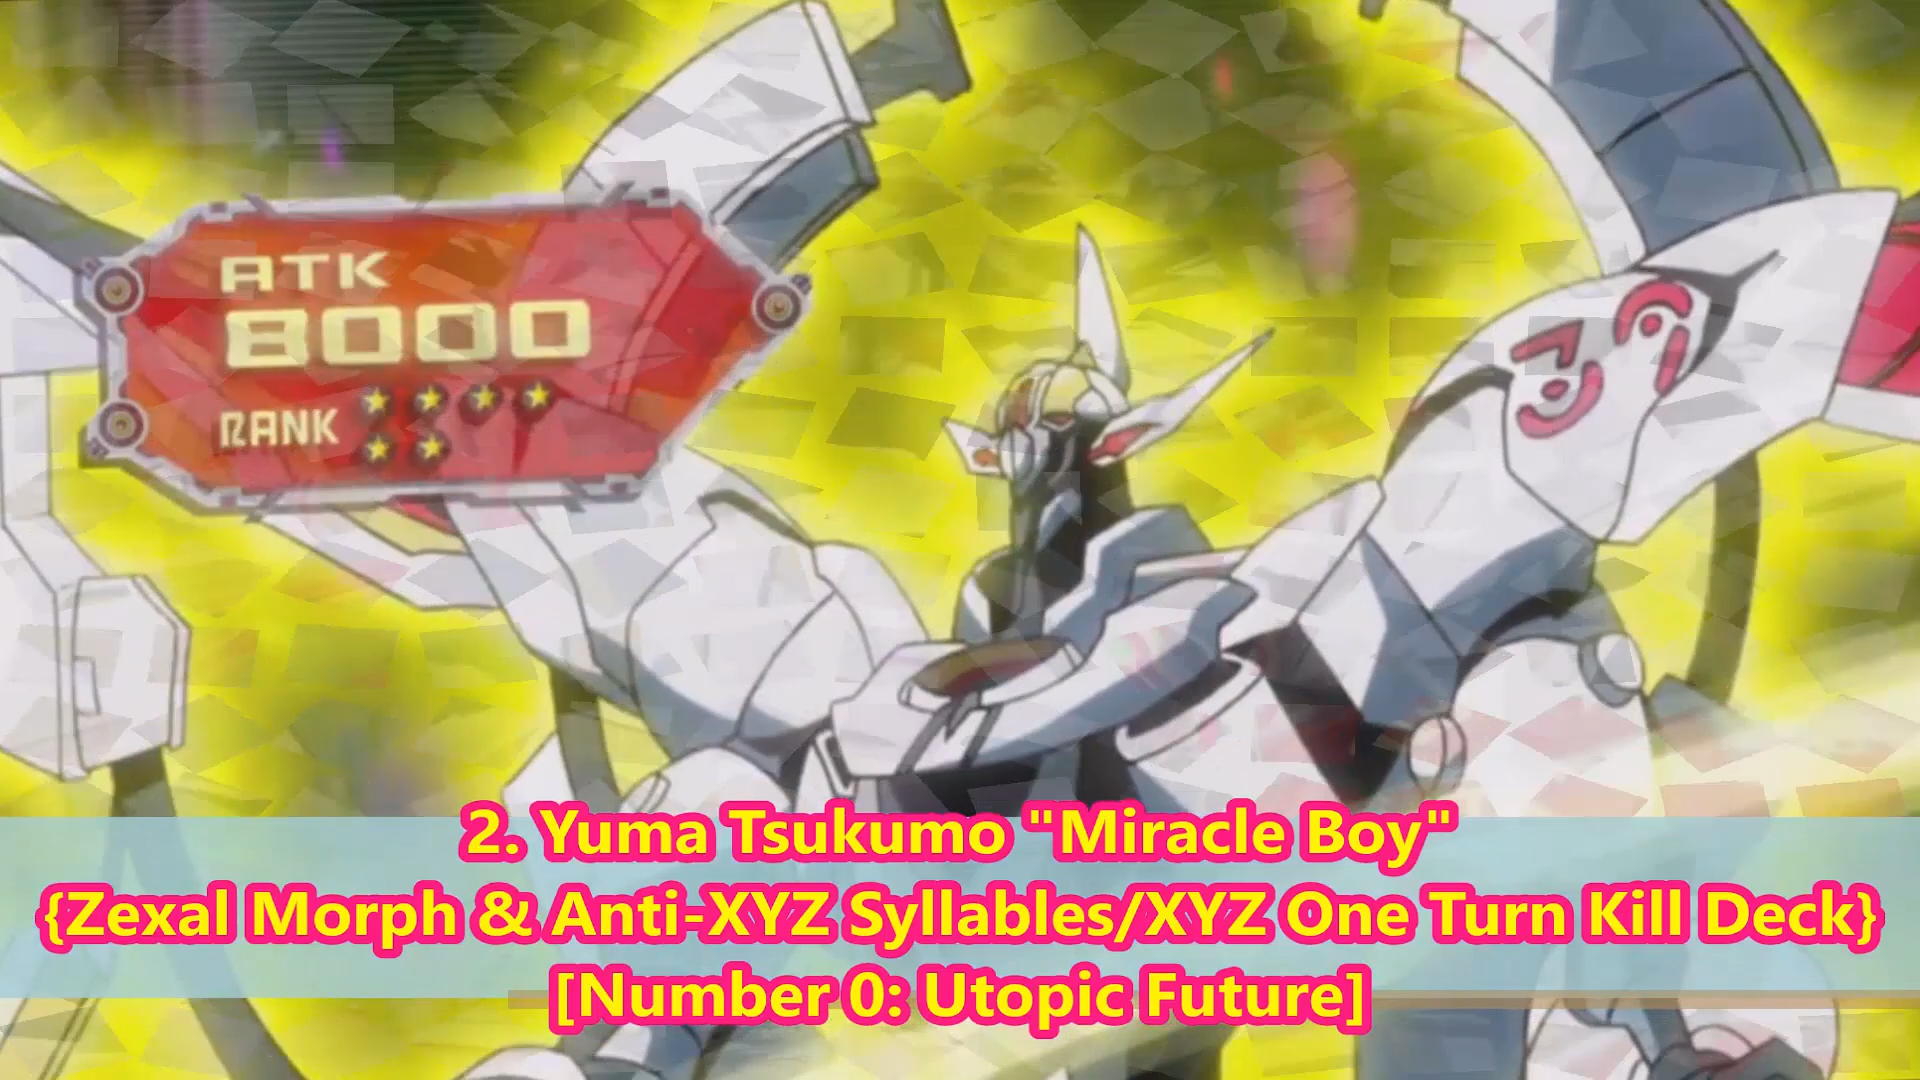 ATK
8000
RANK
2. Yuma Tsukumo "Miracle Boy"
{Zexal Morph & Anti-XYZ Syllables/XYZ One Turn Kill Deck}
[Number 0: Utopic Future]